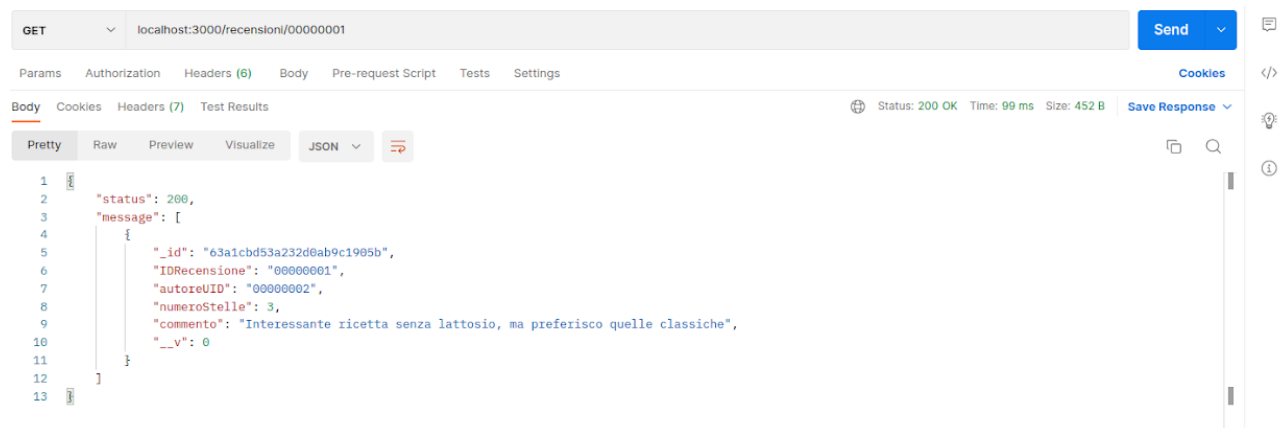 GET localhost:3000/recensioni/00000001 Send
Params Authorization Headers (6) Body Pre-request Script Tests Settings Cookies
Body Cookies Headers (7) Test Results Status: 200 OK Time: 99 ms Size: 452 B Save Response
Pretty Raw Preview Visualize JSON
1 {
2 "status": 200,
3 "message": [
4 {
5 "_id": "63a1cbd53a232d0ab9c1905b",
6 "IDRecensione": "00000001",
7 "autoreUID": "00000002",
8 "numeroStelle": 3,
9 "commento": "Interessante ricetta senza lattosio, ma preferisco quelle classiche",
10 "__v": 0
11 }
12 ]
13 }